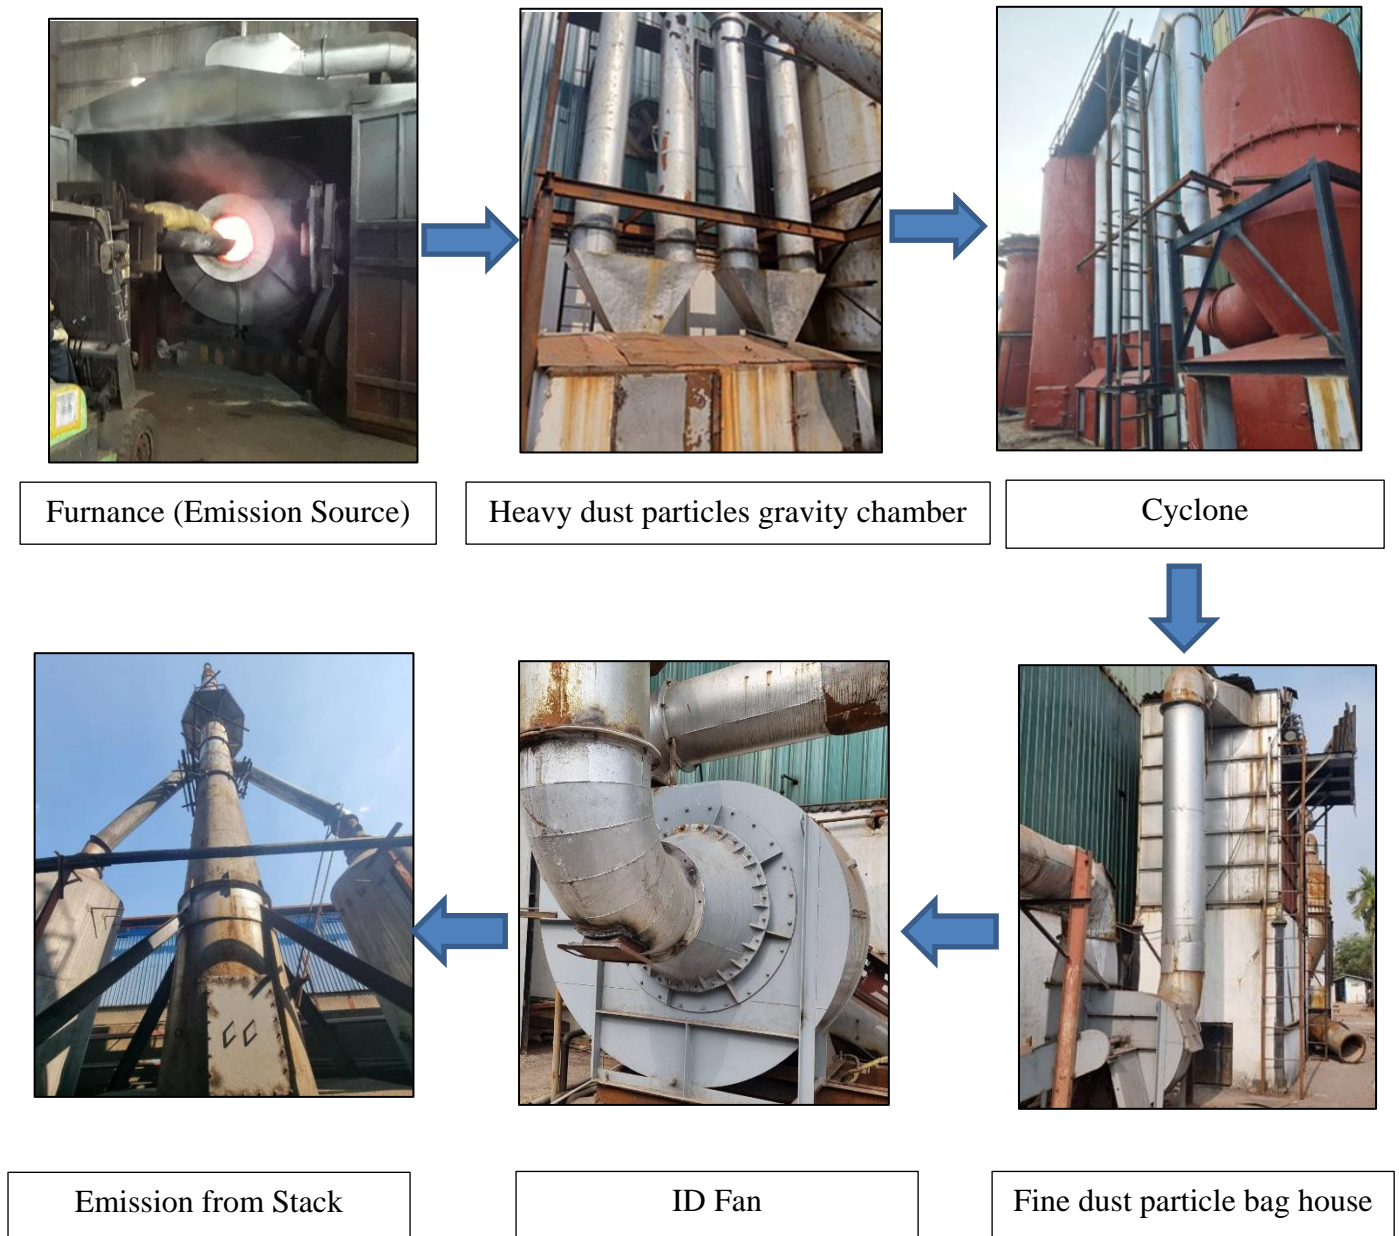 Furnance (Emission Source)
Heavy dust particles gravity chamber
Cyclone
Emission from Stack
ID Fan
Fine dust particle bag house